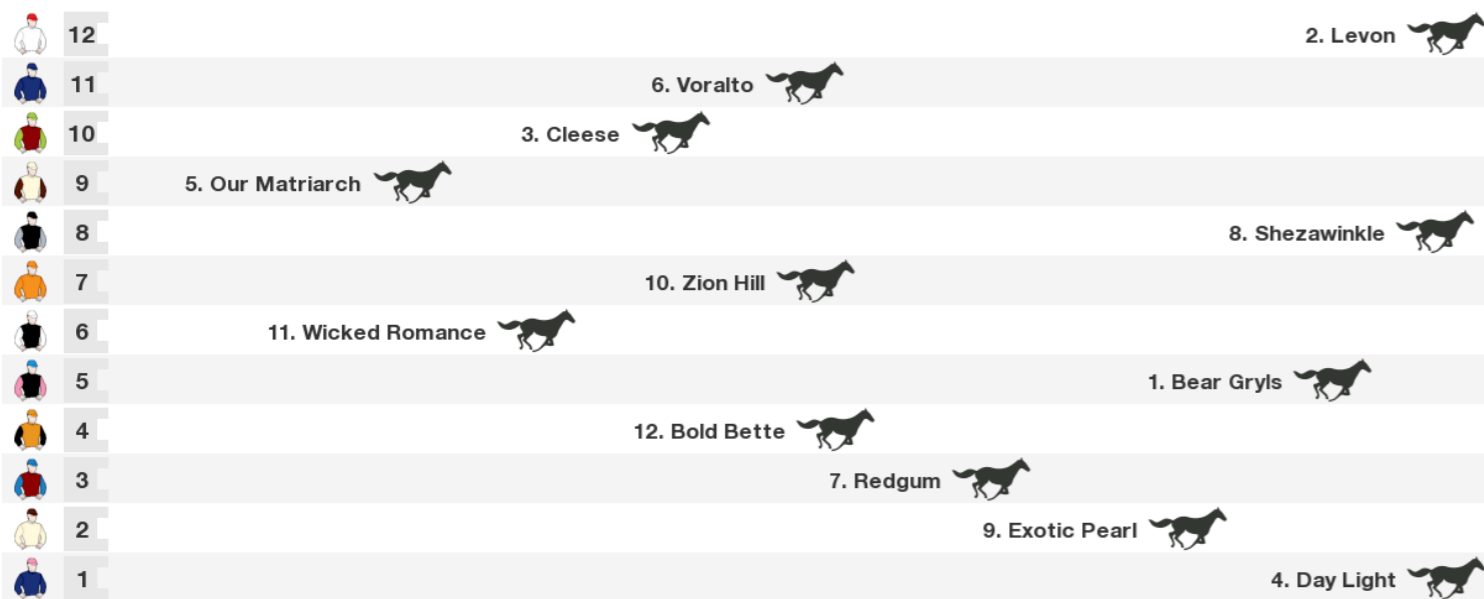 12 2. Levon
11 6. Voralto
10 3. Cleese
9 5. Our Matriarch
8 8. Shezawinkle
7 10. Zion Hill
6 11. Wicked Romance
5 1. Bear Gryls
4 12. Bold Bette
3 7. Redgum
2 9. Exotic Pearl
1 4. Day Light